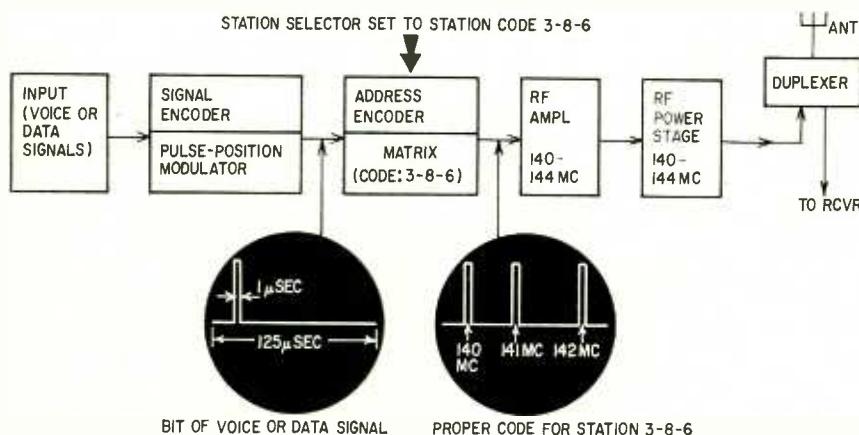 STATION SELECTOR SET TO STATION CODE 3-8-6
ANT
INPUT
(VOICE OR
DATA
SIGNALS)
SIGNAL
ENCODER
PULSE-POSITION
MODULATOR
ADDRESS
ENCODER
MATRIX
(CODE: 3-8-6)
RF
AMPL
140-
144 MC
RF
POWER
STAGE
140-
144 MC
DUPLEXER
TO RCVR
1 μSEC
125 μSEC
140
MC
141 MC
142 MC
BIT OF VOICE OR DATA SIGNAL
PROPER CODE FOR STATION 3-8-6